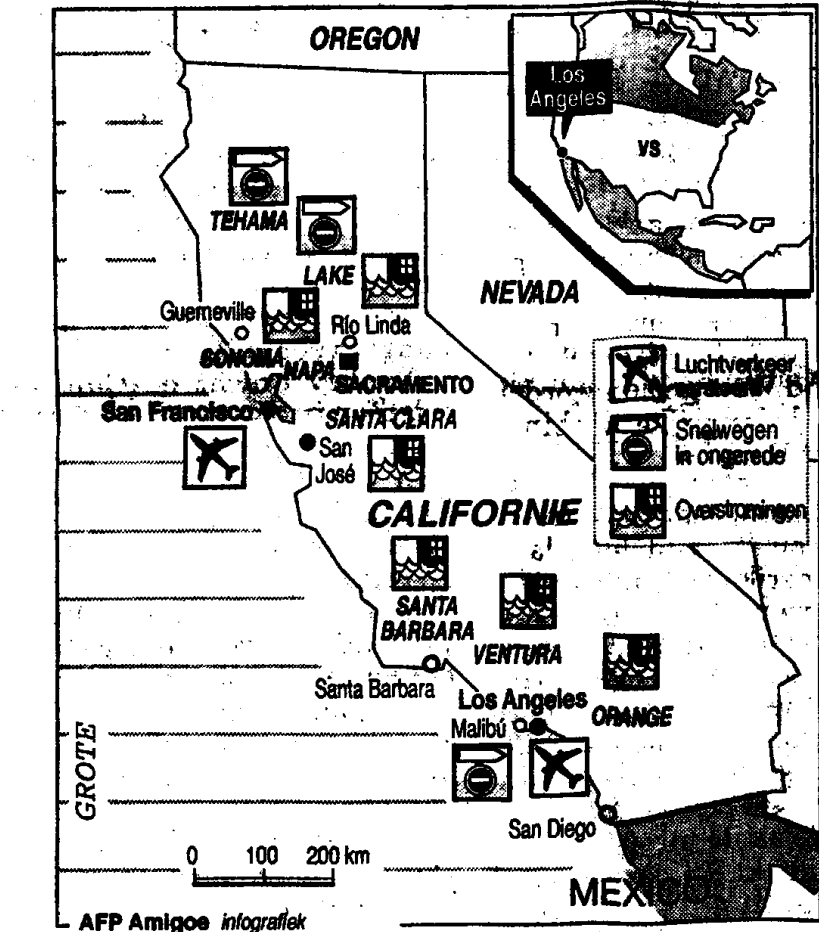 OREGON
Los
Angeles
VS
TEHAMA
LAKE
NEVADA
Guerneville
Río Linda
SONOMA
NAPA
SACRAMENTO
San Francisco
SANTA CLARA
San
José
Luchtverkeer
Snelwegen
in ongerede
Overstromingen
CALIFORNIE
SANTA
BARBARA
VENTURA
Santa Barbara
Los Angeles
ORANGE
Malibú
San Diego
GROTE
0 100 200 km
MEXICO
AFP Amigoe infografiek